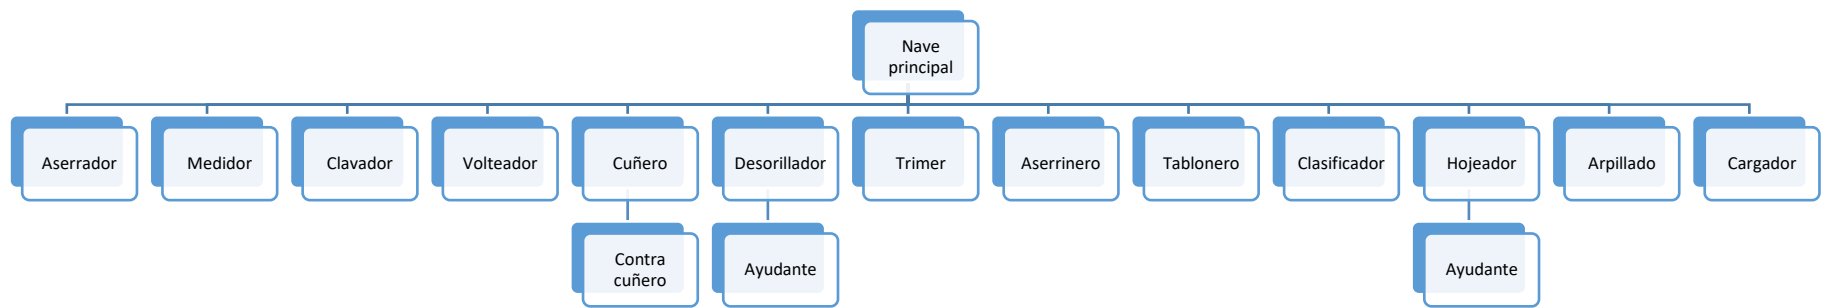 Nave
principal
Aserrador
Medidor
Clavador
Volteador
Cuñero
Desorillador
Trimer
Aserrinero
Tablonero
Clasificador
Hojeador
Arpillado
Cargador
Contra
cuñero
Ayudante
Ayudante